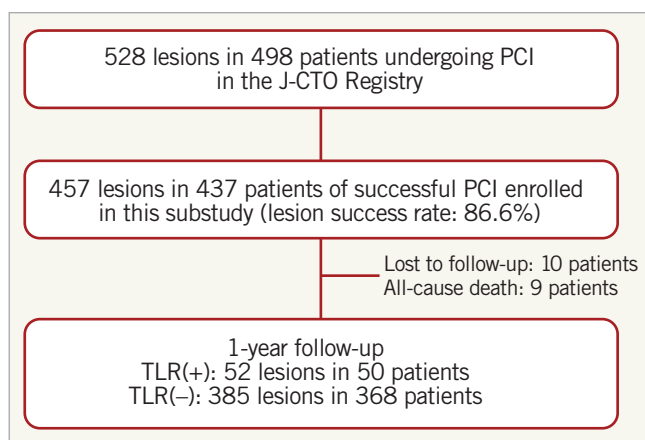 528 lesions in 498 patients undergoing PCI
in the J-CTO Registry
457 lesions in 437 patients of successful PCI enrolled
in this substudy (lesion success rate: 86.6%)
Lost to follow-up: 10 patients
All-cause death: 9 patients
1-year follow-up
TLR(+): 52 lesions in 50 patients
TLR(–): 385 lesions in 368 patients